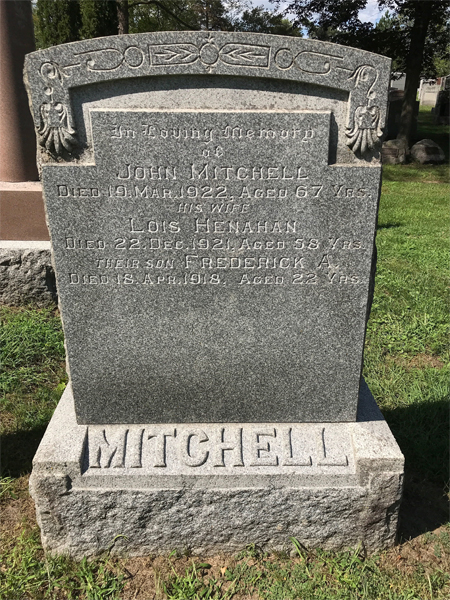 In Loving Memory
of
JOHN MITCHELL
DIED 19. MAR. 1922. AGED 67 YRS.
HIS WIFE
LOIS HENAHAN
DIED 22. DEC. 1921. AGED 58 YRS.
THEIR SON FREDERICK A.
DIED 18. APR. 1918. AGED 22 YRS.
MITCHELL